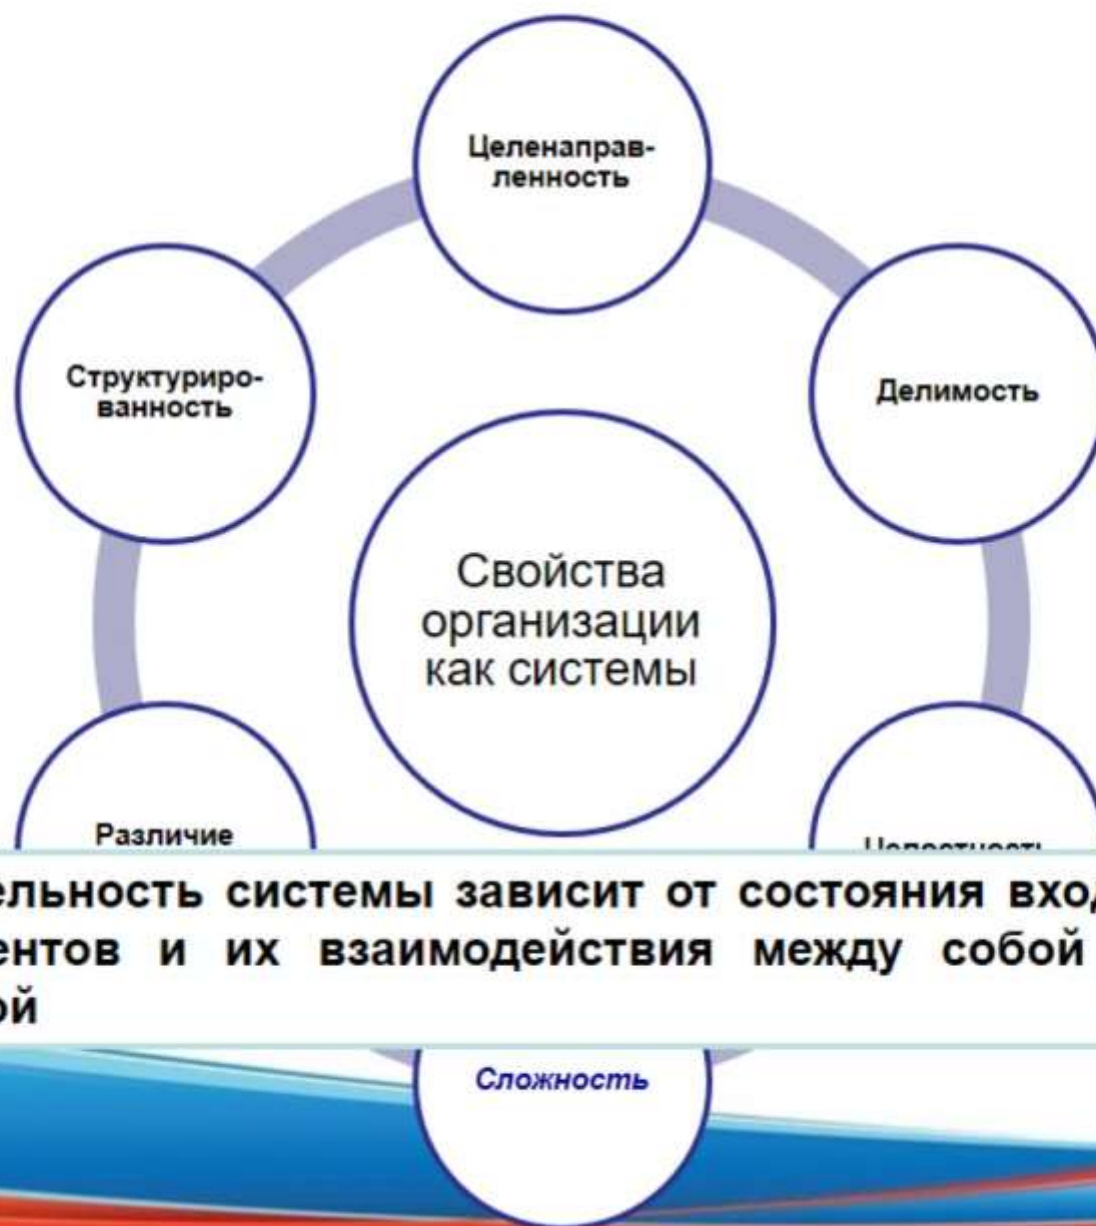 Целенаправ-
ленность
Структуриро-
ванность
Делимость
Свойства
организации
как системы
Различие
Целостность
ельность системы зависит от состояния вход
ентов и их взаимодействия между собой
ой
Сложность